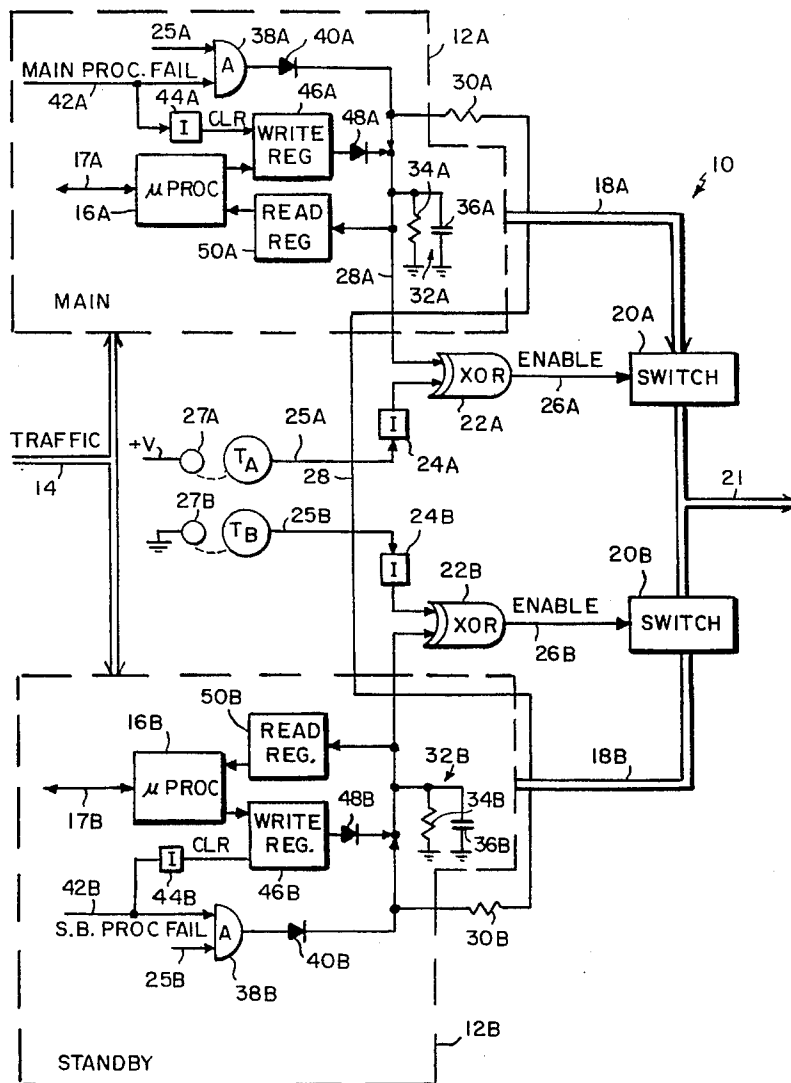 25A
38A
40A
12A
MAIN PROC. FAIL
A
30A
42A
44A
46A
I
CLR
WRITE
REG
48A
10
17A
μ PROC
34A
18A
16A
READ
REG
36A
50A
28A
32A
MAIN
20A
ENABLE
XOR
SWITCH
26A
22A
TRAFFIC
27A
25A
+V
TA
I
24A
14
28
21
27B
25B
24B
TB
I
22B
20B
ENABLE
XOR
SWITCH
26B
50B
16B
READ
REG.
32B
18B
μ PROC
48B
34B
17B
WRITE
REG.
36B
I
CLR
42B
44B
46B
S.B. PROC FAIL
A
30B
25B
40B
38B
12B
STANDBY